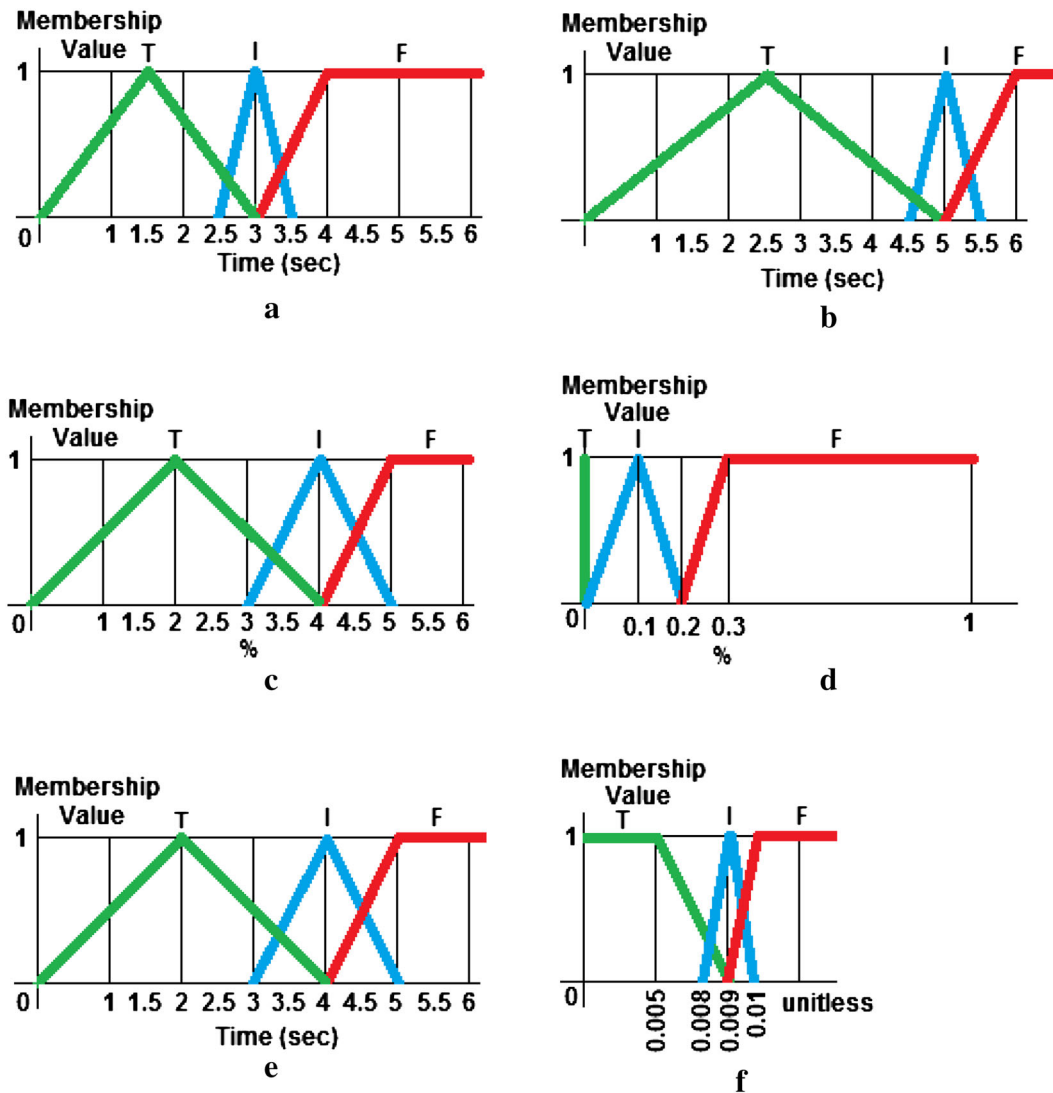 Membership
Value T I F
1
0 1 1.5 2 2.5 3 3.5 4 5 5.5 6
Time (sec)
a
Membership
Value T I F
1
0 1 1.5 2 2.5 3 3.5 4 4.5 5 5.5 6
Time (sec)
b
Membership
Value T I F
1
0 1 1.5 2 2.5 3 3.5 4 4.5 5 5.5 6
%
c
Membership
Value
T I F
1
0 0.1 0.2 0.3 1
%
d
Membership
Value T I F
1
0 1 1.5 2 2.5 3 3.5 4 4.5 5 5.5 6
Time (sec)
e
Membership
Value
T I F
1
0 0.005 0.008 0.009 0.01 unitless
f